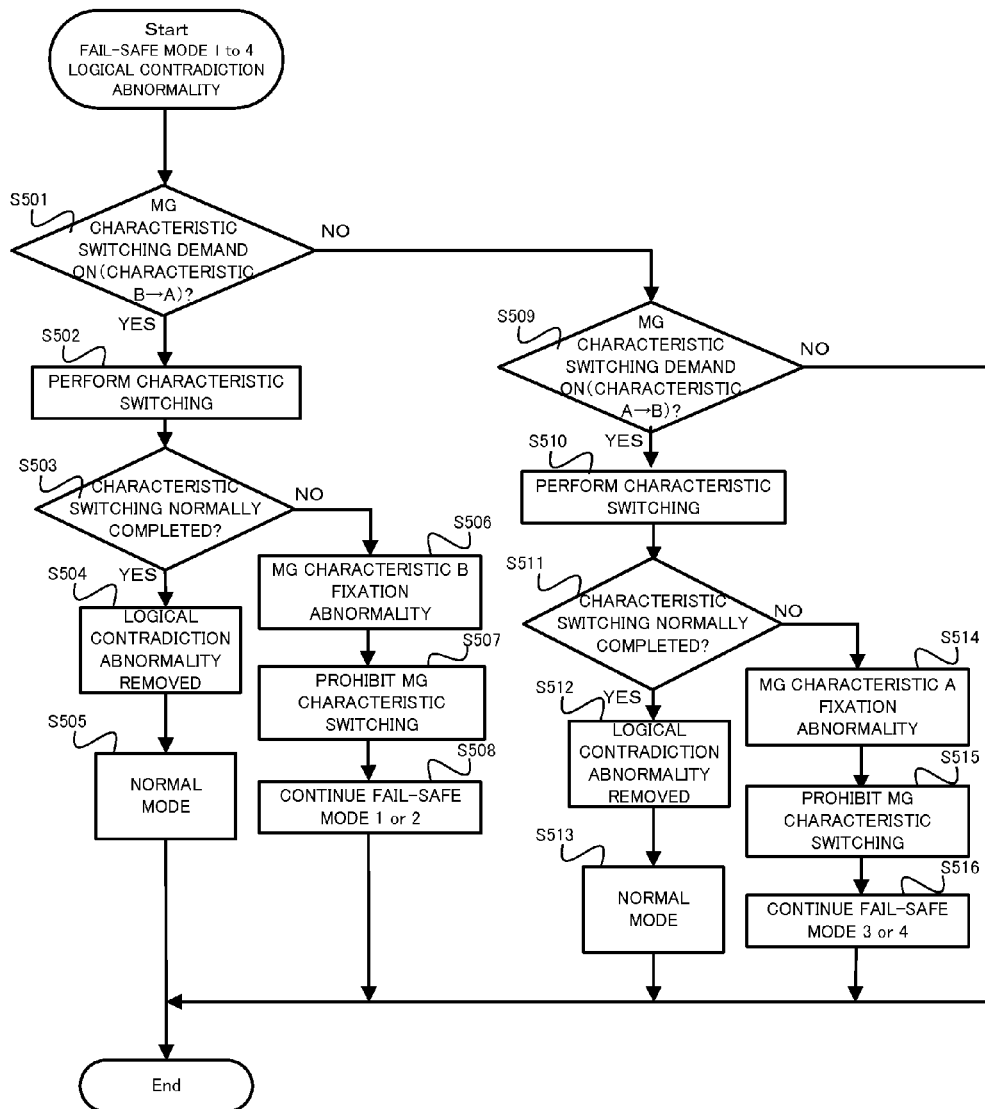 Start
FAIL-SAFE MODE 1 to 4
LOGICAL CONTRADICTION
ABNORMALITY
S501
MG
CHARACTERISTIC
SWITCHING DEMAND
ON(CHARACTERISTIC
B→A)?
NO
YES
S502
PERFORM CHARACTERISTIC
SWITCHING
S503
CHARACTERISTIC
SWITCHING NORMALLY
COMPLETED?
NO
YES
S504
LOGICAL
CONTRADICTION
ABNORMALITY
REMOVED
S505
NORMAL
MODE
S506
MG CHARACTERISTIC B
FIXATION
ABNORMALITY
S507
PROHIBIT MG
CHARACTERISTIC
SWITCHING
S508
CONTINUE FAIL-SAFE
MODE 1 or 2
S509
MG
CHARACTERISTIC
SWITCHING DEMAND
ON(CHARACTERISTIC
A→B)?
NO
YES
S510
PERFORM CHARACTERISTIC
SWITCHING
S511
CHARACTERISTIC
SWITCHING NORMALLY
COMPLETED?
NO
YES
S512
LOGICAL
CONTRADICTION
ABNORMALITY
REMOVED
S513
NORMAL
MODE
S514
MG CHARACTERISTIC A
FIXATION
ABNORMALITY
S515
PROHIBIT MG
CHARACTERISTIC
SWITCHING
S516
CONTINUE FAIL-SAFE
MODE 3 or 4
End